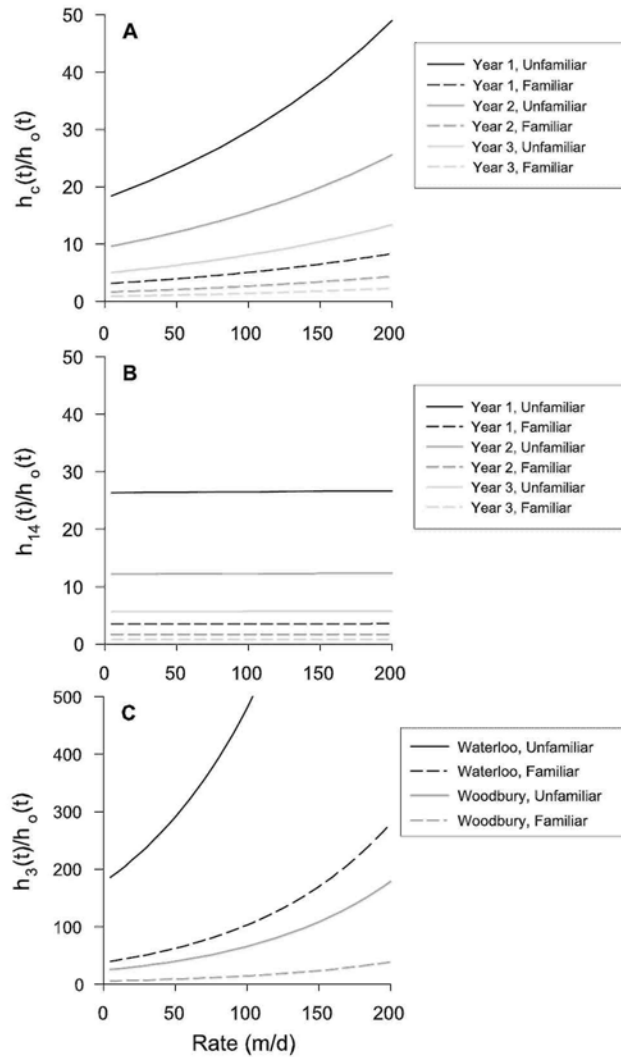 A
50
40
30
20
10
0
h_c(t)/h_o(t)
0 50 100 150 200
Year 1, Unfamiliar
Year 1, Familiar
Year 2, Unfamiliar
Year 2, Familiar
Year 3, Unfamiliar
Year 3, Familiar
B
50
40
30
20
10
0
h_14(t)/h_o(t)
0 50 100 150 200
Year 1, Unfamiliar
Year 1, Familiar
Year 2, Unfamiliar
Year 2, Familiar
Year 3, Unfamiliar
Year 3, Familiar
C
500
400
300
200
100
0
h_3(t)/h_o(t)
0 50 100 150 200
Rate (m/d)
Waterloo, Unfamiliar
Waterloo, Familiar
Woodbury, Unfamiliar
Woodbury, Familiar